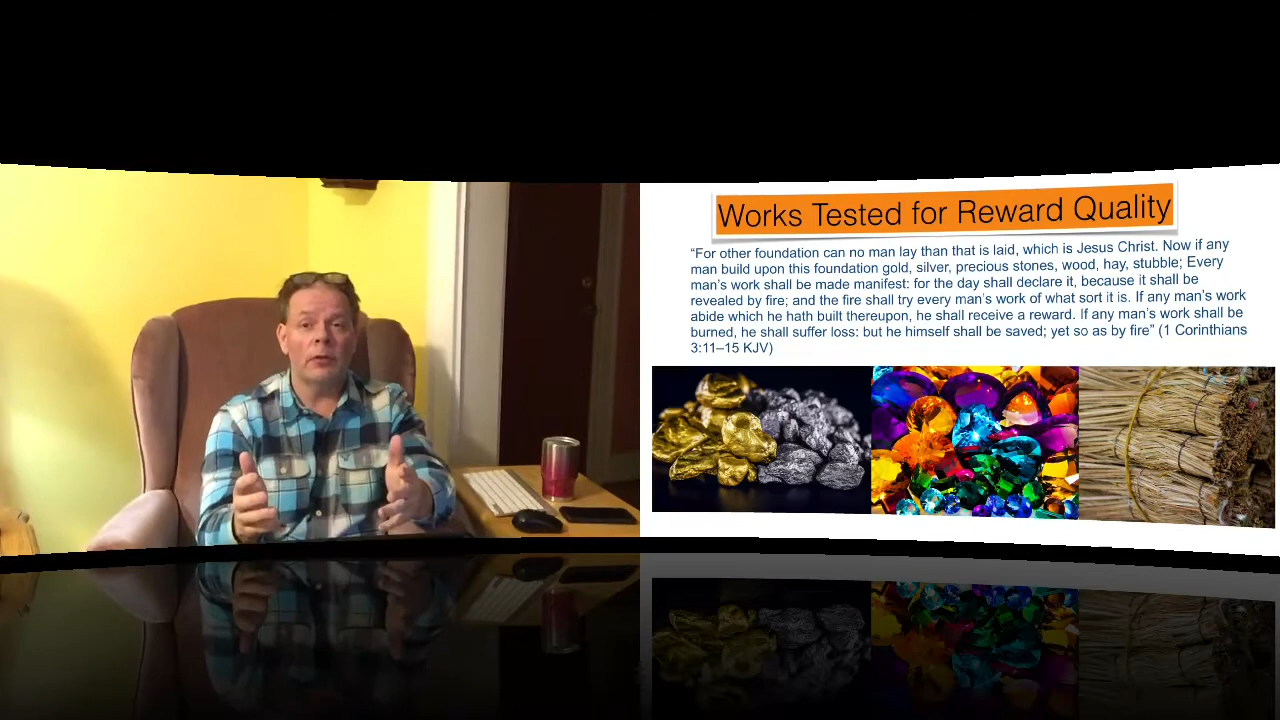 Works Tested for Reward Quality
“For other foundation can no man lay than that is laid, which is Jesus Christ. Now if any
man build upon this foundation gold, silver, precious stones, wood, hay, stubble; Every
man’s work shall be made manifest: for the day shall declare it, because it shall be
revealed by fire; and the fire shall try every man’s work of what sort it is. If any man’s work
abide which he hath built thereupon, he shall receive a reward. If any man’s work shall be
burned, he shall suffer loss: but he himself shall be saved; yet so as by fire” (1 Corinthians
3:11–15 KJV)